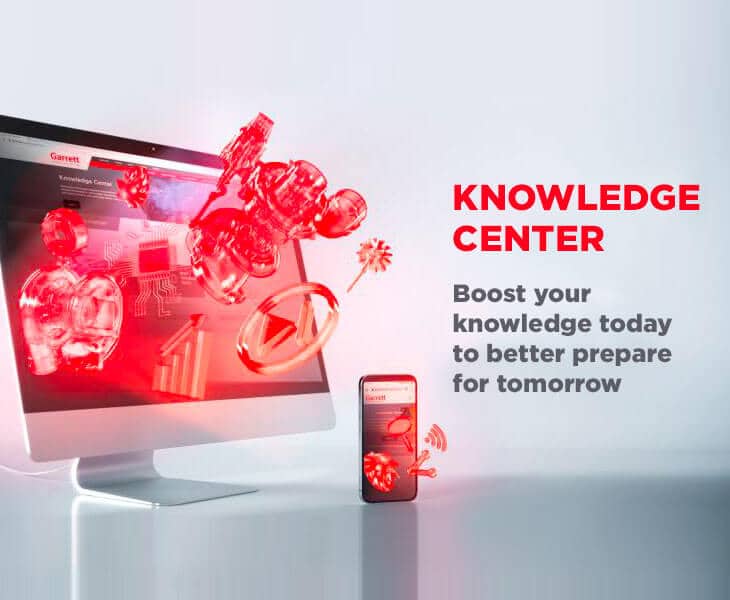 Garrett
Knowledge Center
KNOWLEDGE
CENTER
Boost your
knowledge today
to better prepare
for tomorrow
Garrett